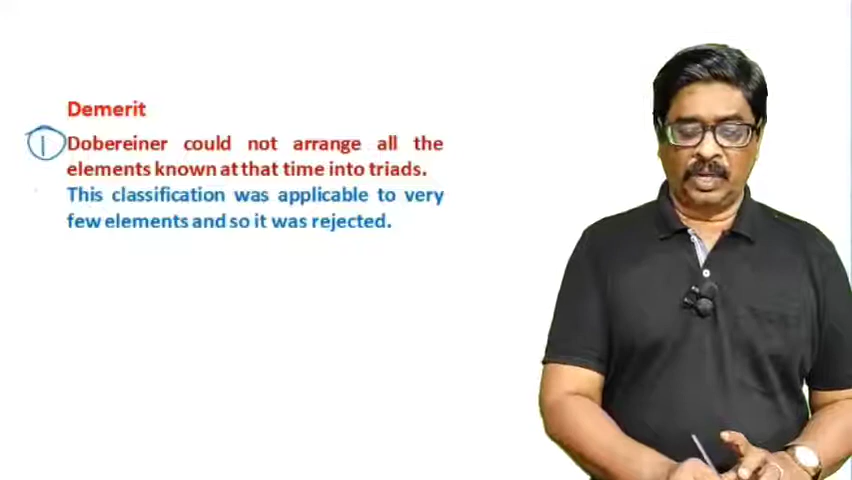 Demerit
1 Dobereiner could not arrange all the
elements known at that time into triads.
This classification was applicable to very
few elements and so it was rejected.